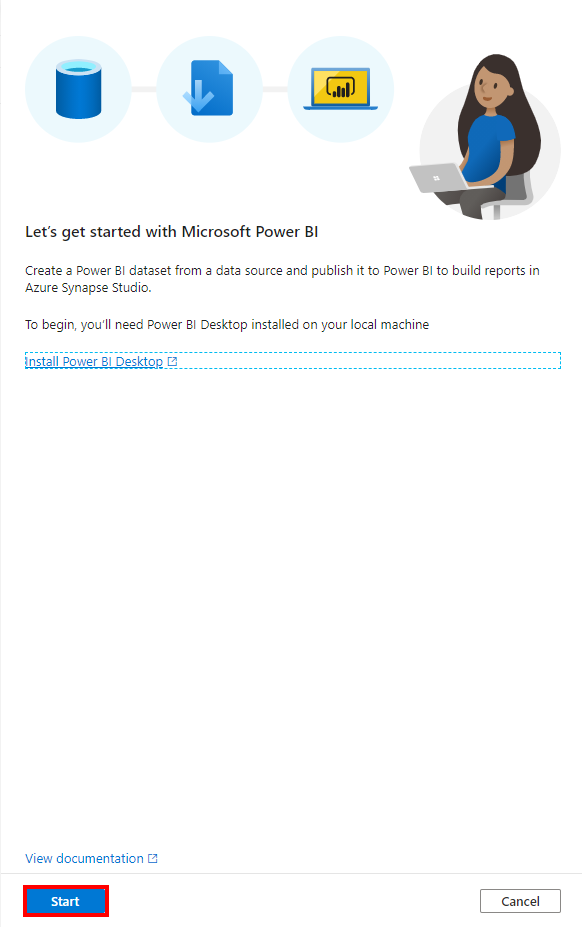 Let's get started with Microsoft Power BI
Create a Power BI dataset from a data source and publish it to Power BI to build reports in
Azure Synapse Studio.
To begin, you'll need Power BI Desktop installed on your local machine
Install Power BI Desktop
View documentation
Start
Cancel